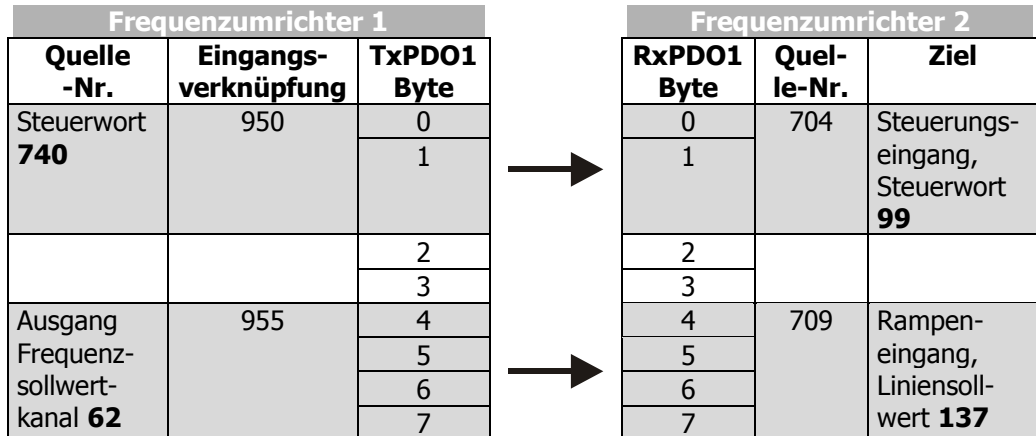 Frequenzumrichter 1
Quelle
-Nr.
Eingangs-
verknüpfung
TxPDO1
Byte
Steuerwort
740
950
0
1
2
3
Ausgang
Frequenz-
sollwert-
kanal 62
955
4
5
6
7
Frequenzumrichter 2
RxPDO1
Byte
Quel-
le-Nr.
Ziel
0
1
704
Steuerungs-
eingang,
Steuerwort
99
2
3
4
5
6
7
709
Rampen-
eingang,
Liniensoll-
wert 137